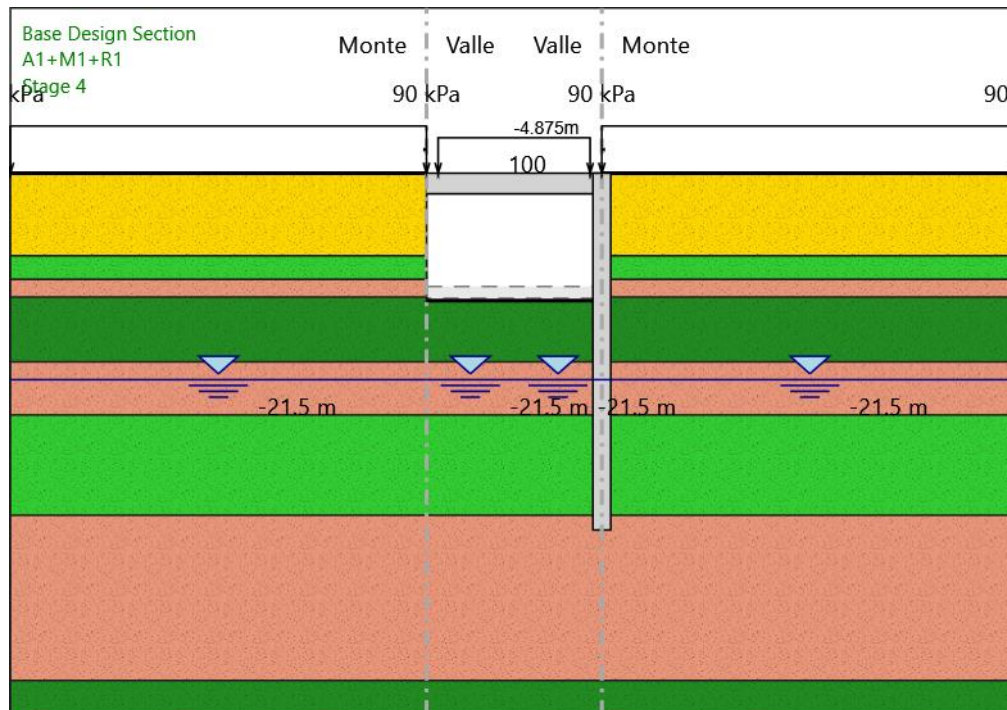 Base Design Section
A1+M1+R1
Stage 4
Monte Valle Valle Monte
kPa 90 kPa 90 kPa 90
-4.875m
100
-21.5 m -21.5 m -21.5 m -21.5 m